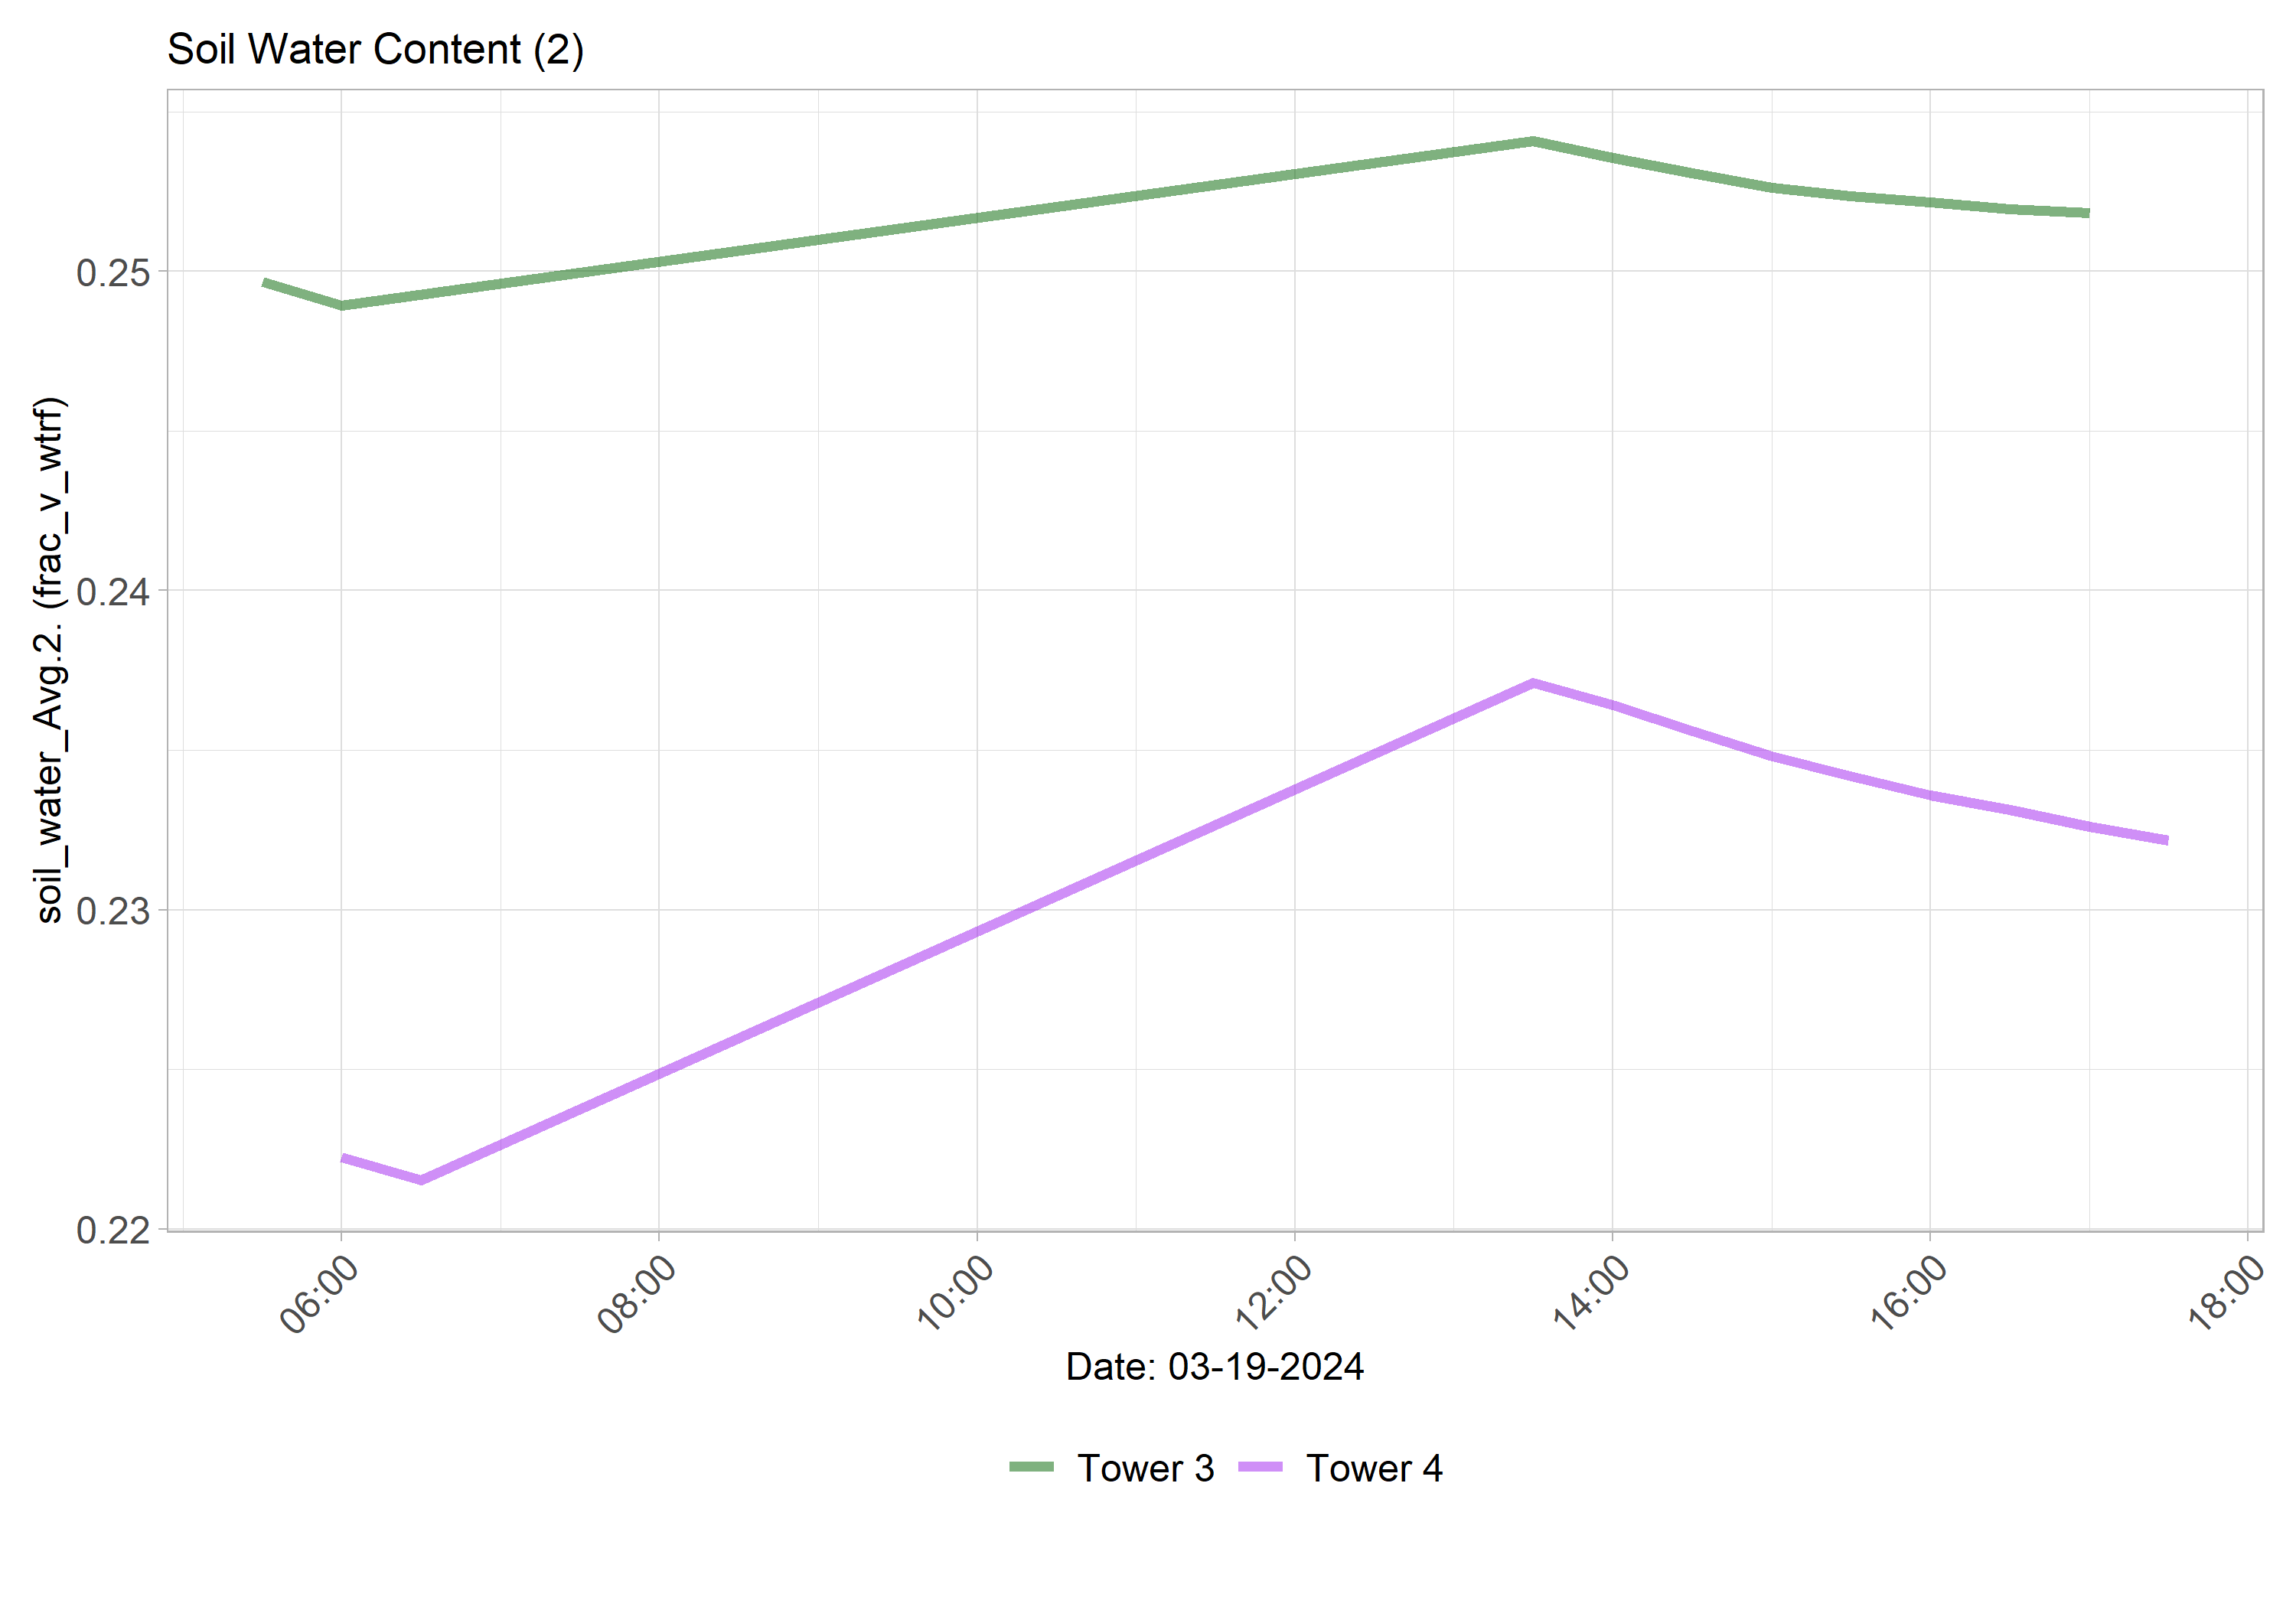 Soil Water Content (2)
soil_water_Avg.2. (frac_v_wtrf)
0.25
0.24
0.23
0.22
06:00
08:00
10:00
12:00
14:00
16:00
18:00
Date: 03-19-2024
Tower 3 Tower 4